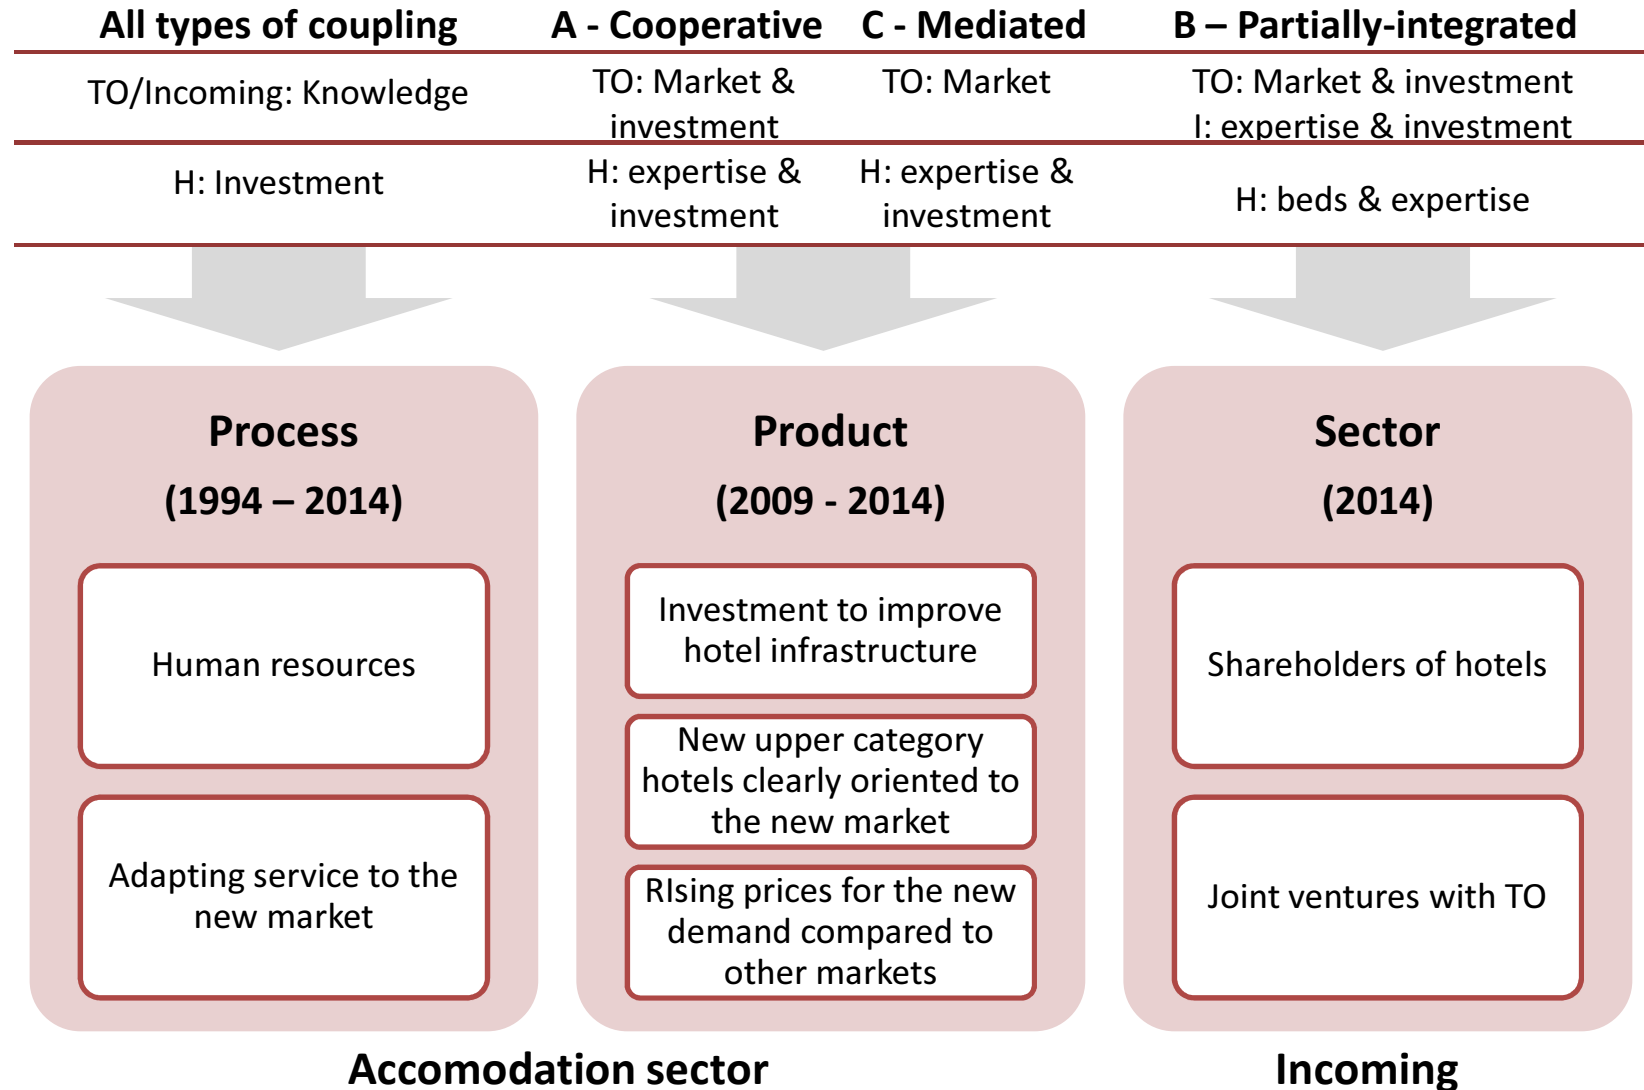 All types of coupling
A - Cooperative
C - Mediated
B – Partially-integrated
TO/Incoming: Knowledge
TO: Market &
investment
TO: Market
TO: Market & investment
I: expertise & investment
H: Investment
H: expertise &
investment
H: expertise &
investment
H: beds & expertise
Process
(1994 – 2014)
Human resources
Adapting service to the
new market
Product
(2009 - 2014)
Investment to improve
hotel infrastructure
New upper category
hotels clearly oriented to
the new market
RIsing prices for the new
demand compared to
other markets
Sector
(2014)
Shareholders of hotels
Joint ventures with TO
Accomodation sector
Incoming